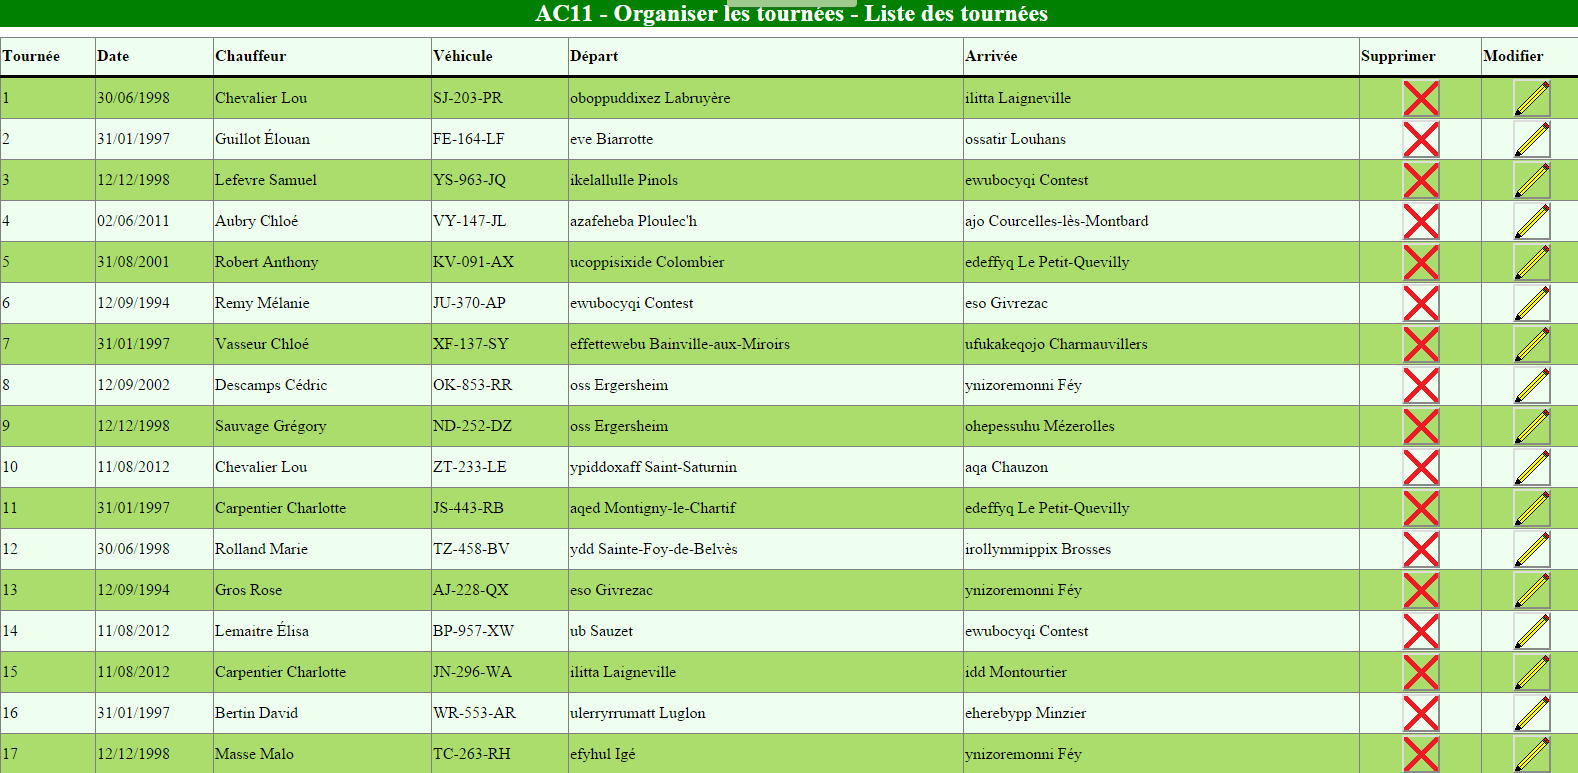 AC11 - Organiser les tournées - Liste des tournées
Tournée Date Chauffeur Véhicule Départ Arrivée Supprimer Modifier
1 30/06/1998 Chevalier Lou SJ-203-PR oboppuddixez Labruyère ilitta Laigneville
2 31/01/1997 Guillot Élouan FE-164-LF eve Biarrotte ossatir Louhans
3 12/12/1998 Lefevre Samuel YS-963-JQ ikelallulle Pinols ewubocyqi Contest
4 02/06/2011 Aubry Chloé VY-147-JL azafeheba Ploulec'h ajo Courcelles-lès-Montbard
5 31/08/2001 Robert Anthony KV-091-AX ucoppisixide Colombier edeffyq Le Petit-Quevilly
6 12/09/1994 Remy Mélanie JU-370-AP ewubocyqi Contest eso Givrezac
7 31/01/1997 Vasseur Chloé XF-137-SY effettewebu Bainville-aux-Miroirs ufukakeqojo Charmauvillers
8 12/09/2002 Descamps Cédric OK-853-RR oss Ergersheim ynizoremonni Féy
9 12/12/1998 Sauvage Grégory ND-252-DZ oss Ergersheim ohepessuhu Mézerolles
10 11/08/2012 Chevalier Lou ZT-233-LE ypiddoxaff Saint-Saturnin aqa Chauzon
11 31/01/1997 Carpentier Charlotte JS-443-RB aqed Montigny-le-Chartif edeffyq Le Petit-Quevilly
12 30/06/1998 Rolland Marie TZ-458-BV ydd Sainte-Foy-de-Belvès irollymmippix Brosses
13 12/09/1994 Gros Rose AJ-228-QX eso Givrezac ynizoremonni Féy
14 11/08/2012 Lemaitre Élisa BP-957-XW ub Sauzet ewubocyqi Contest
15 11/08/2012 Carpentier Charlotte JN-296-WA ilitta Laigneville idd Montourtier
16 31/01/1997 Bertin David WR-553-AR ulerryrrumatt Luglon eherebypp Minzier
17 12/12/1998 Masse Malo TC-263-RH efyhul Igé ynizoremonni Féy